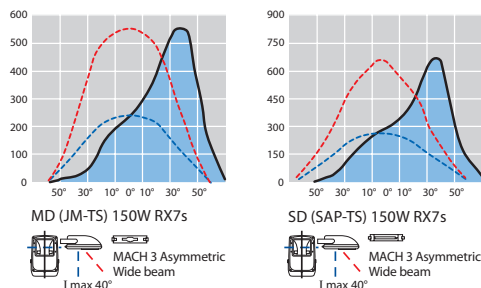 600
500
400
300
200
100
0
50° 30° 10° 0° 10° 30° 50°
MD (JM-TS) 150W RX7s
MACH 3 Asymmetric
Wide beam
I max 40°
900
750
600
450
300
150
0
50° 30° 10° 0° 10° 30° 50°
SD (SAP-TS) 150W RX7s
MACH 3 Asymmetric
Wide beam
I max 40°